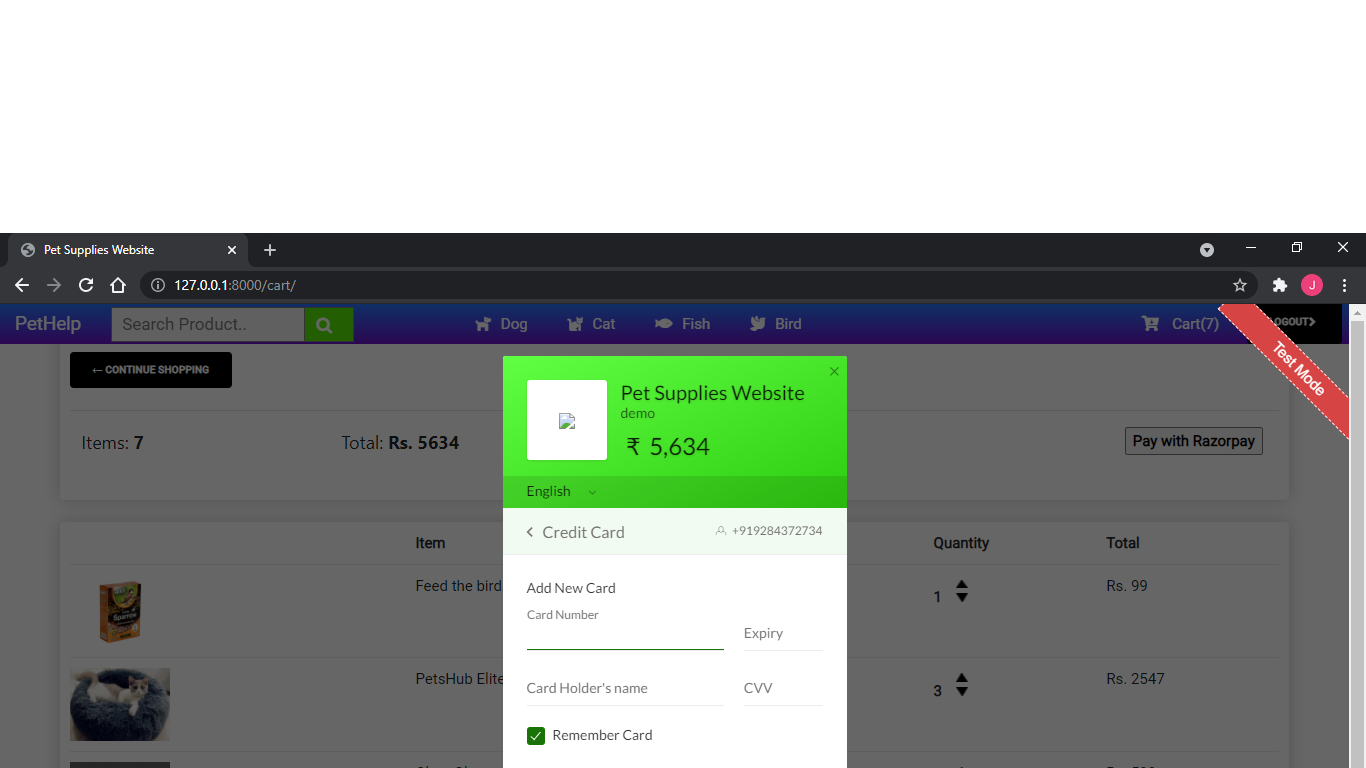 Pet Supplies Website
127.0.0.1:8000/cart/
J
PetHelp
Search Product..
Dog
Cat
Fish
Bird
Cart(7)
LOGOUT
Test Mode
←CONTINUE SHOPPING
Items: 7
Total: Rs. 5634
Pay with Razorpay
Pet Supplies Website
demo
₹ 5,634
English
Credit Card
+919284372734
Add New Card
Card Number
Expiry
Card Holder's name
CVV
Remember Card
Item
Quantity
Total
Sparrow
Feed the bird
1
Rs. 99
PetsHub Elite
3
Rs. 2547